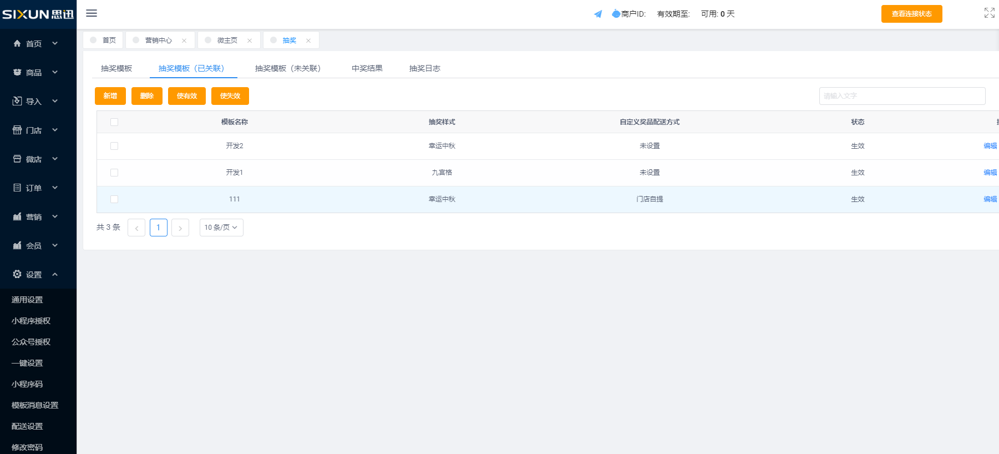 SIXUN思迅
商户ID: 有效期至: 可用: 0 天
查看连接状态
首页
商品
导入
门店
微店
订单
营销
会员
设置
通用设置
小程序授权
公众号授权
一键设置
小程序码
模板消息设置
配送设置
修改密码
首页 营销中心 微主页 抽奖
抽奖模板 抽奖模板（已关联） 抽奖模板（未关联） 中奖结果 抽奖日志
新增 删除 使有效 使失效
请输入文字
模板名称 抽奖样式 自定义奖品配送方式 状态
开发2 幸运中秋 未设置 生效 编辑
开发1 九宫格 未设置 生效 编辑
111 幸运中秋 门店自提 生效 编辑
共 3 条 1 10 条/页